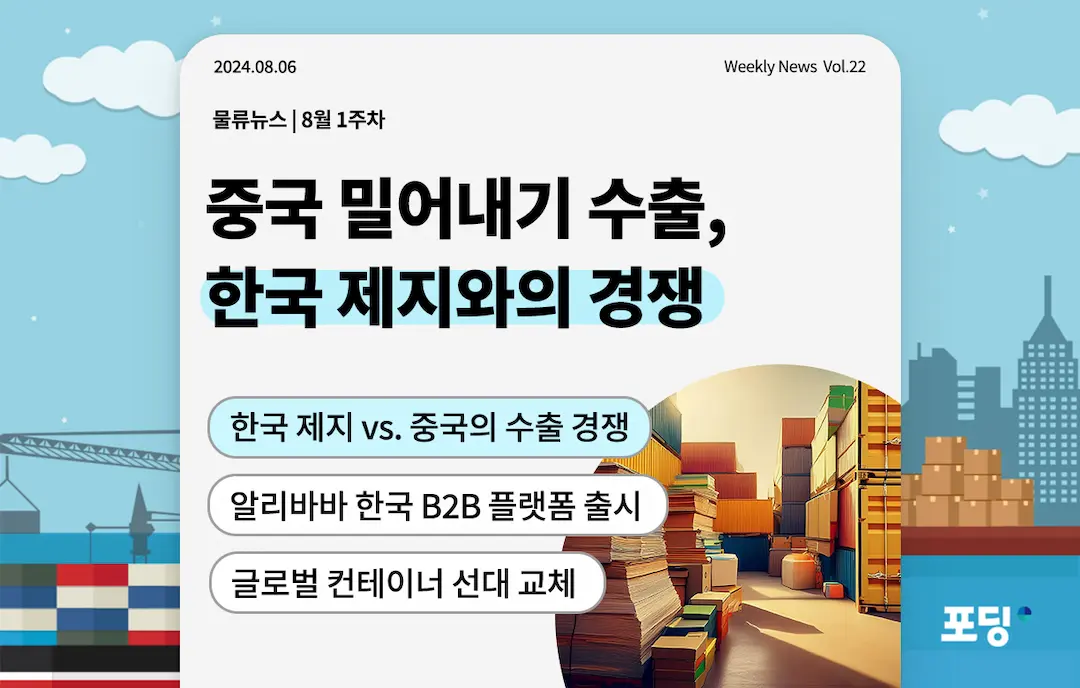 2024.08.06
Weekly News Vol.22
물류뉴스 | 8월 1주차
중국 밀어내기 수출,
한국 제지와의 경쟁
한국 제지 vs. 중국의 수출 경쟁
알리바바 한국 B2B 플랫폼 출시
글로벌 컨테이너 선대 교체
포딩